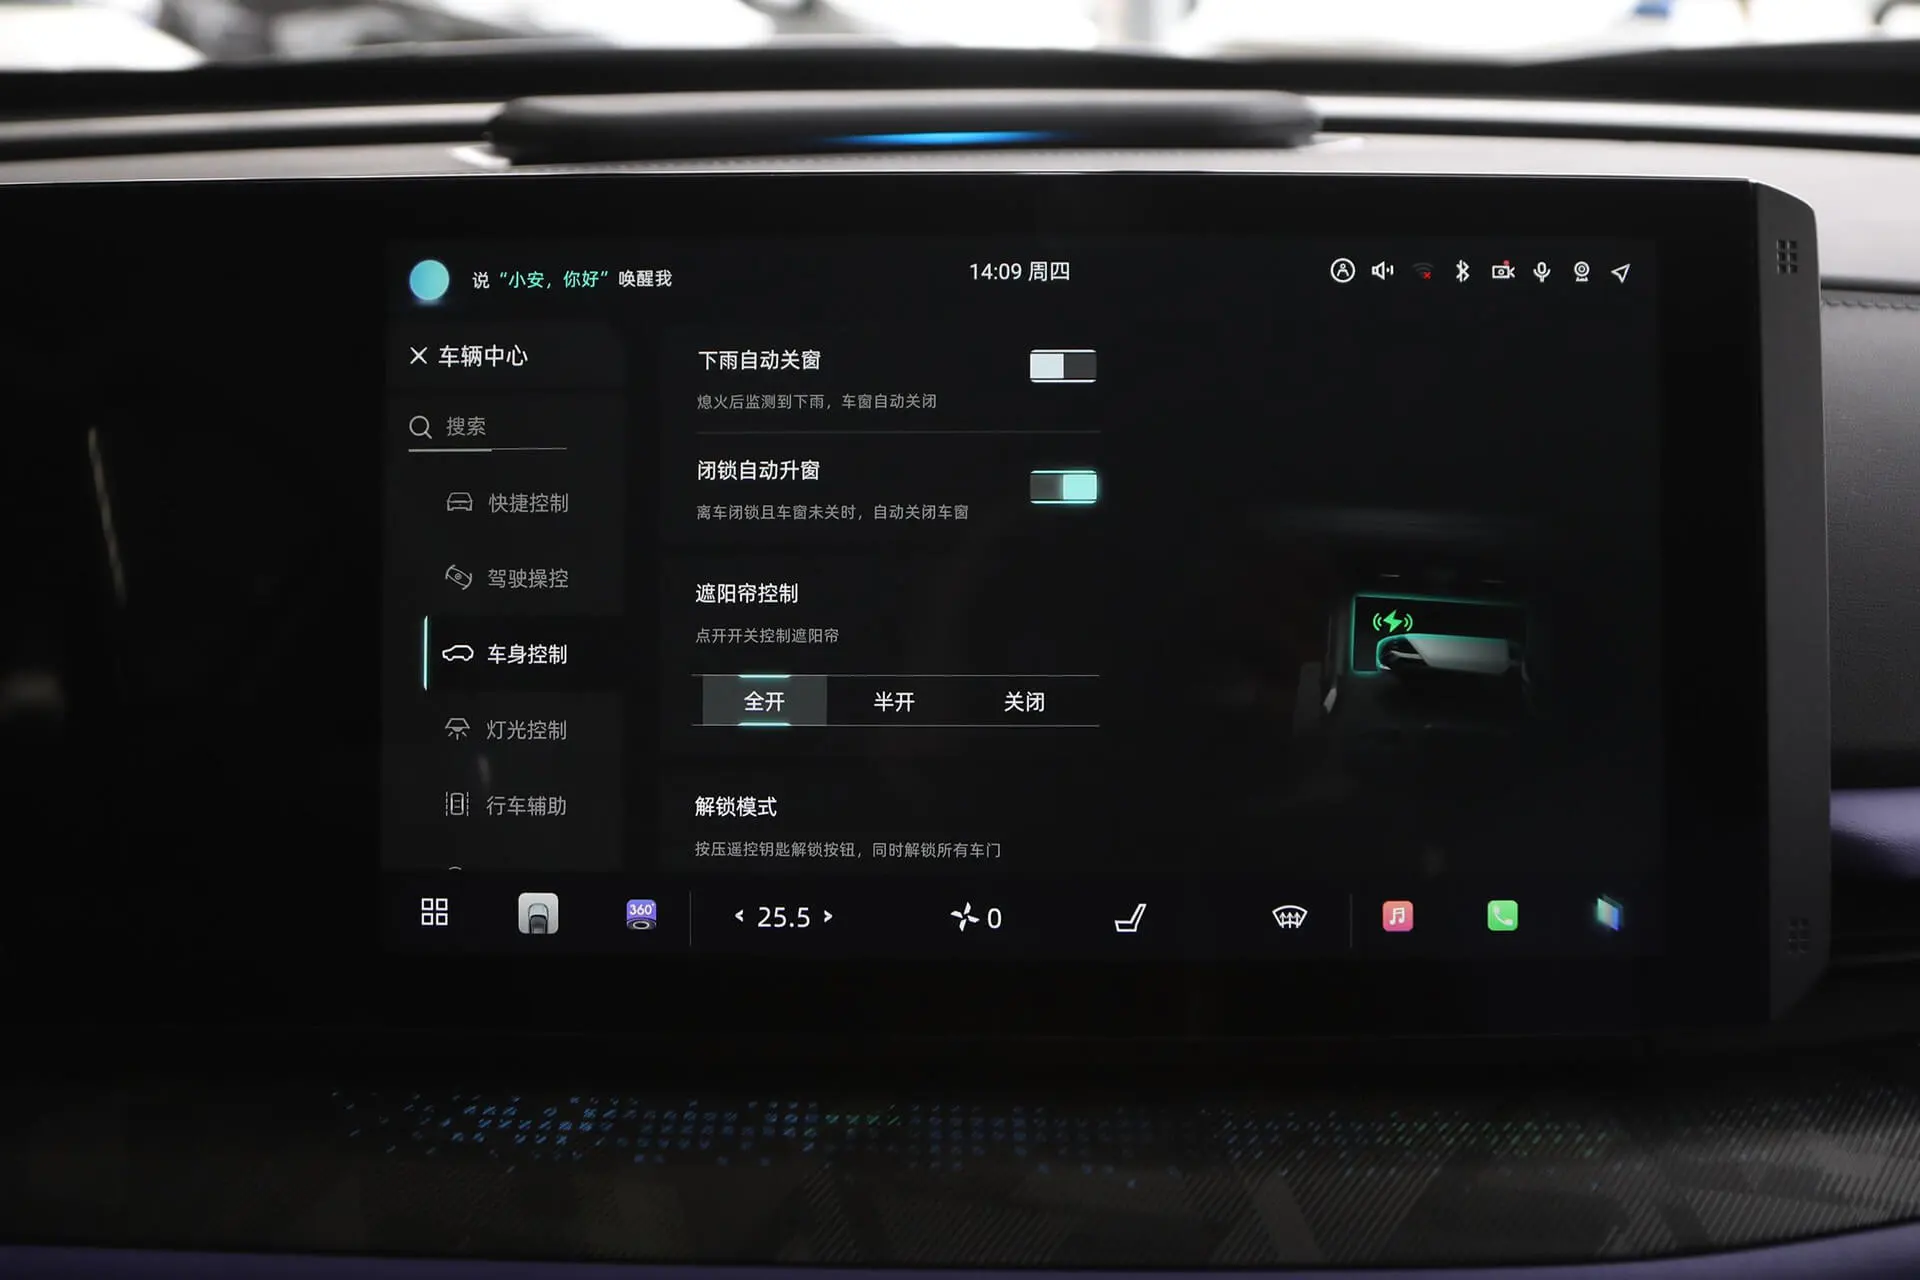 说“小安，你好”唤醒我
14:09 周四
车辆中心
搜索
快捷控制
驾驶操控
车身控制
灯光控制
行车辅助
下雨自动关窗
熄火后监测到下雨，车窗自动关闭
闭锁自动升窗
离车闭锁且车窗未关时，自动关闭车窗
遮阳帘控制
点开开关控制遮阳帘
全开 半开 关闭
解锁模式
按压遥控钥匙解锁按钮，同时解锁所有车门
360°
< 25.5 >
0